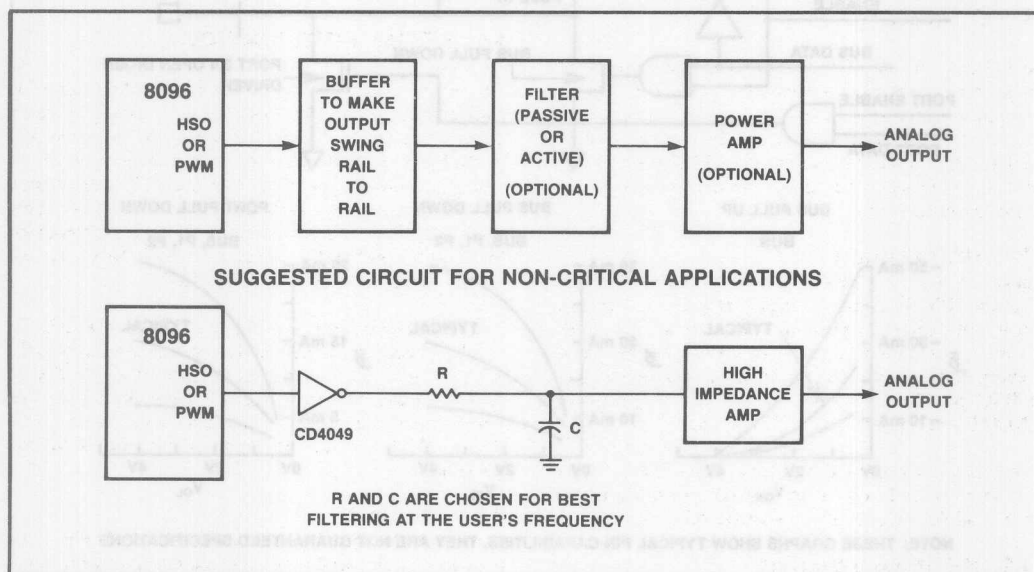 8096
HSO
OR
PWM
BUFFER
TO MAKE
OUTPUT
SWING
RAIL
TO
RAIL
FILTER
(PASSIVE
OR
ACTIVE)
(OPTIONAL)
POWER
AMP
(OPTIONAL)
ANALOG
OUTPUT
SUGGESTED CIRCUIT FOR NON-CRITICAL APPLICATIONS
8096
HSO
OR
PWM
CD4049
R
C
HIGH
IMPEDANCE
AMP
ANALOG
OUTPUT
R AND C ARE CHOSEN FOR BEST
FILTERING AT THE USER'S FREQUENCY